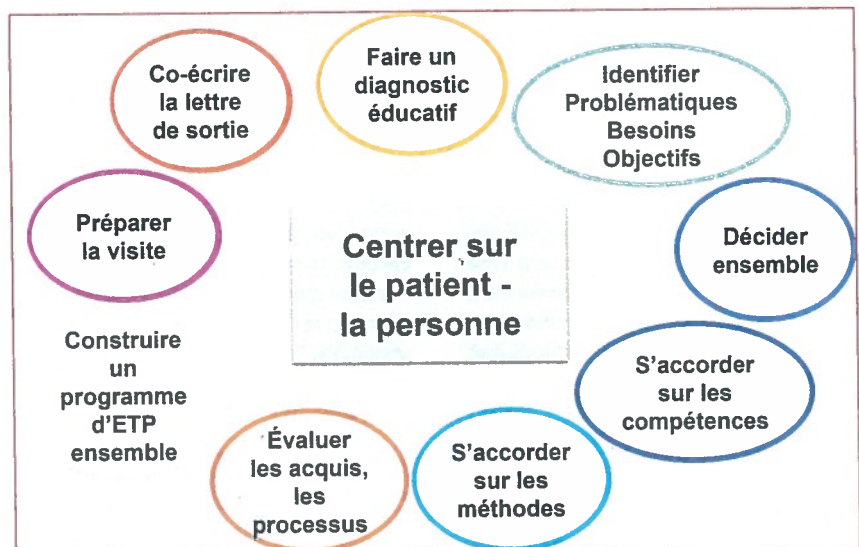 Co-écrire
la lettre
de sortie
Faire un
diagnostic
éducatif
Identifier
Problématiques
Besoins
Objectifs
Préparer
la visite
Centrer sur
le patient -
la personne
Décider
ensemble
Construire
un
programme
d'ETP
ensemble
S'accorder
sur les
compétences
Évaluer
les acquis,
les
processus
S'accorder
sur les
méthodes